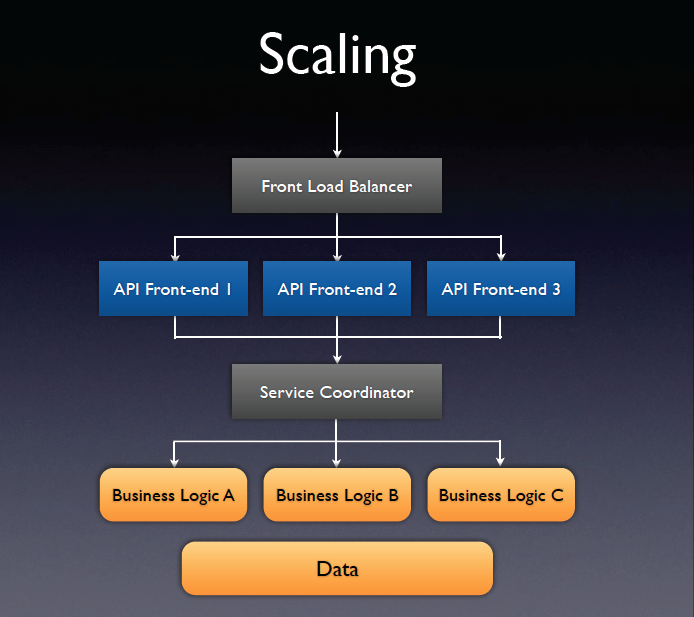 Scaling
Front Load Balancer
API Front-end 1
API Front-end 2
API Front-end 3
Service Coordinator
Business Logic A
Business Logic B
Business Logic C
Data